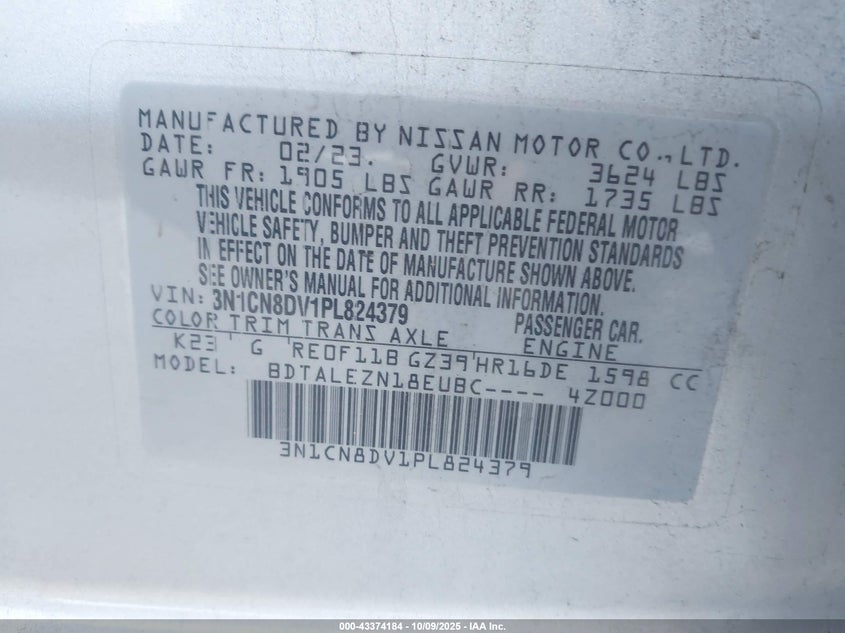 MANUFACTURED BY NISSAN MOTOR CO., LTD.
DATE: 02/23. GVWR: 3624 LBS
GAWR FR: 1905 LBS GAWR RR: 1735 LBS
THIS VEHICLE CONFORMS TO ALL APPLICABLE FEDERAL MOTOR
VEHICLE SAFETY, BUMPER AND THEFT PREVENTION STANDARDS
IN EFFECT ON THE DATE OF MANUFACTURE SHOWN ABOVE.
SEE OWNER'S MANUAL FOR ADDITIONAL INFORMATION.
VIN: 3N1CN8DV1PL824379 PASSENGER CAR.
COLOR TRIM TRANS AXLE ENGINE
K23 G RE0F11B GZ39 HR16DE 1598 CC
MODEL: BDTALEZN18EUBC---- 4Z000
3N1CN8DV1PL824379
000-43374184 - 10/09/2025 - IAA Inc.